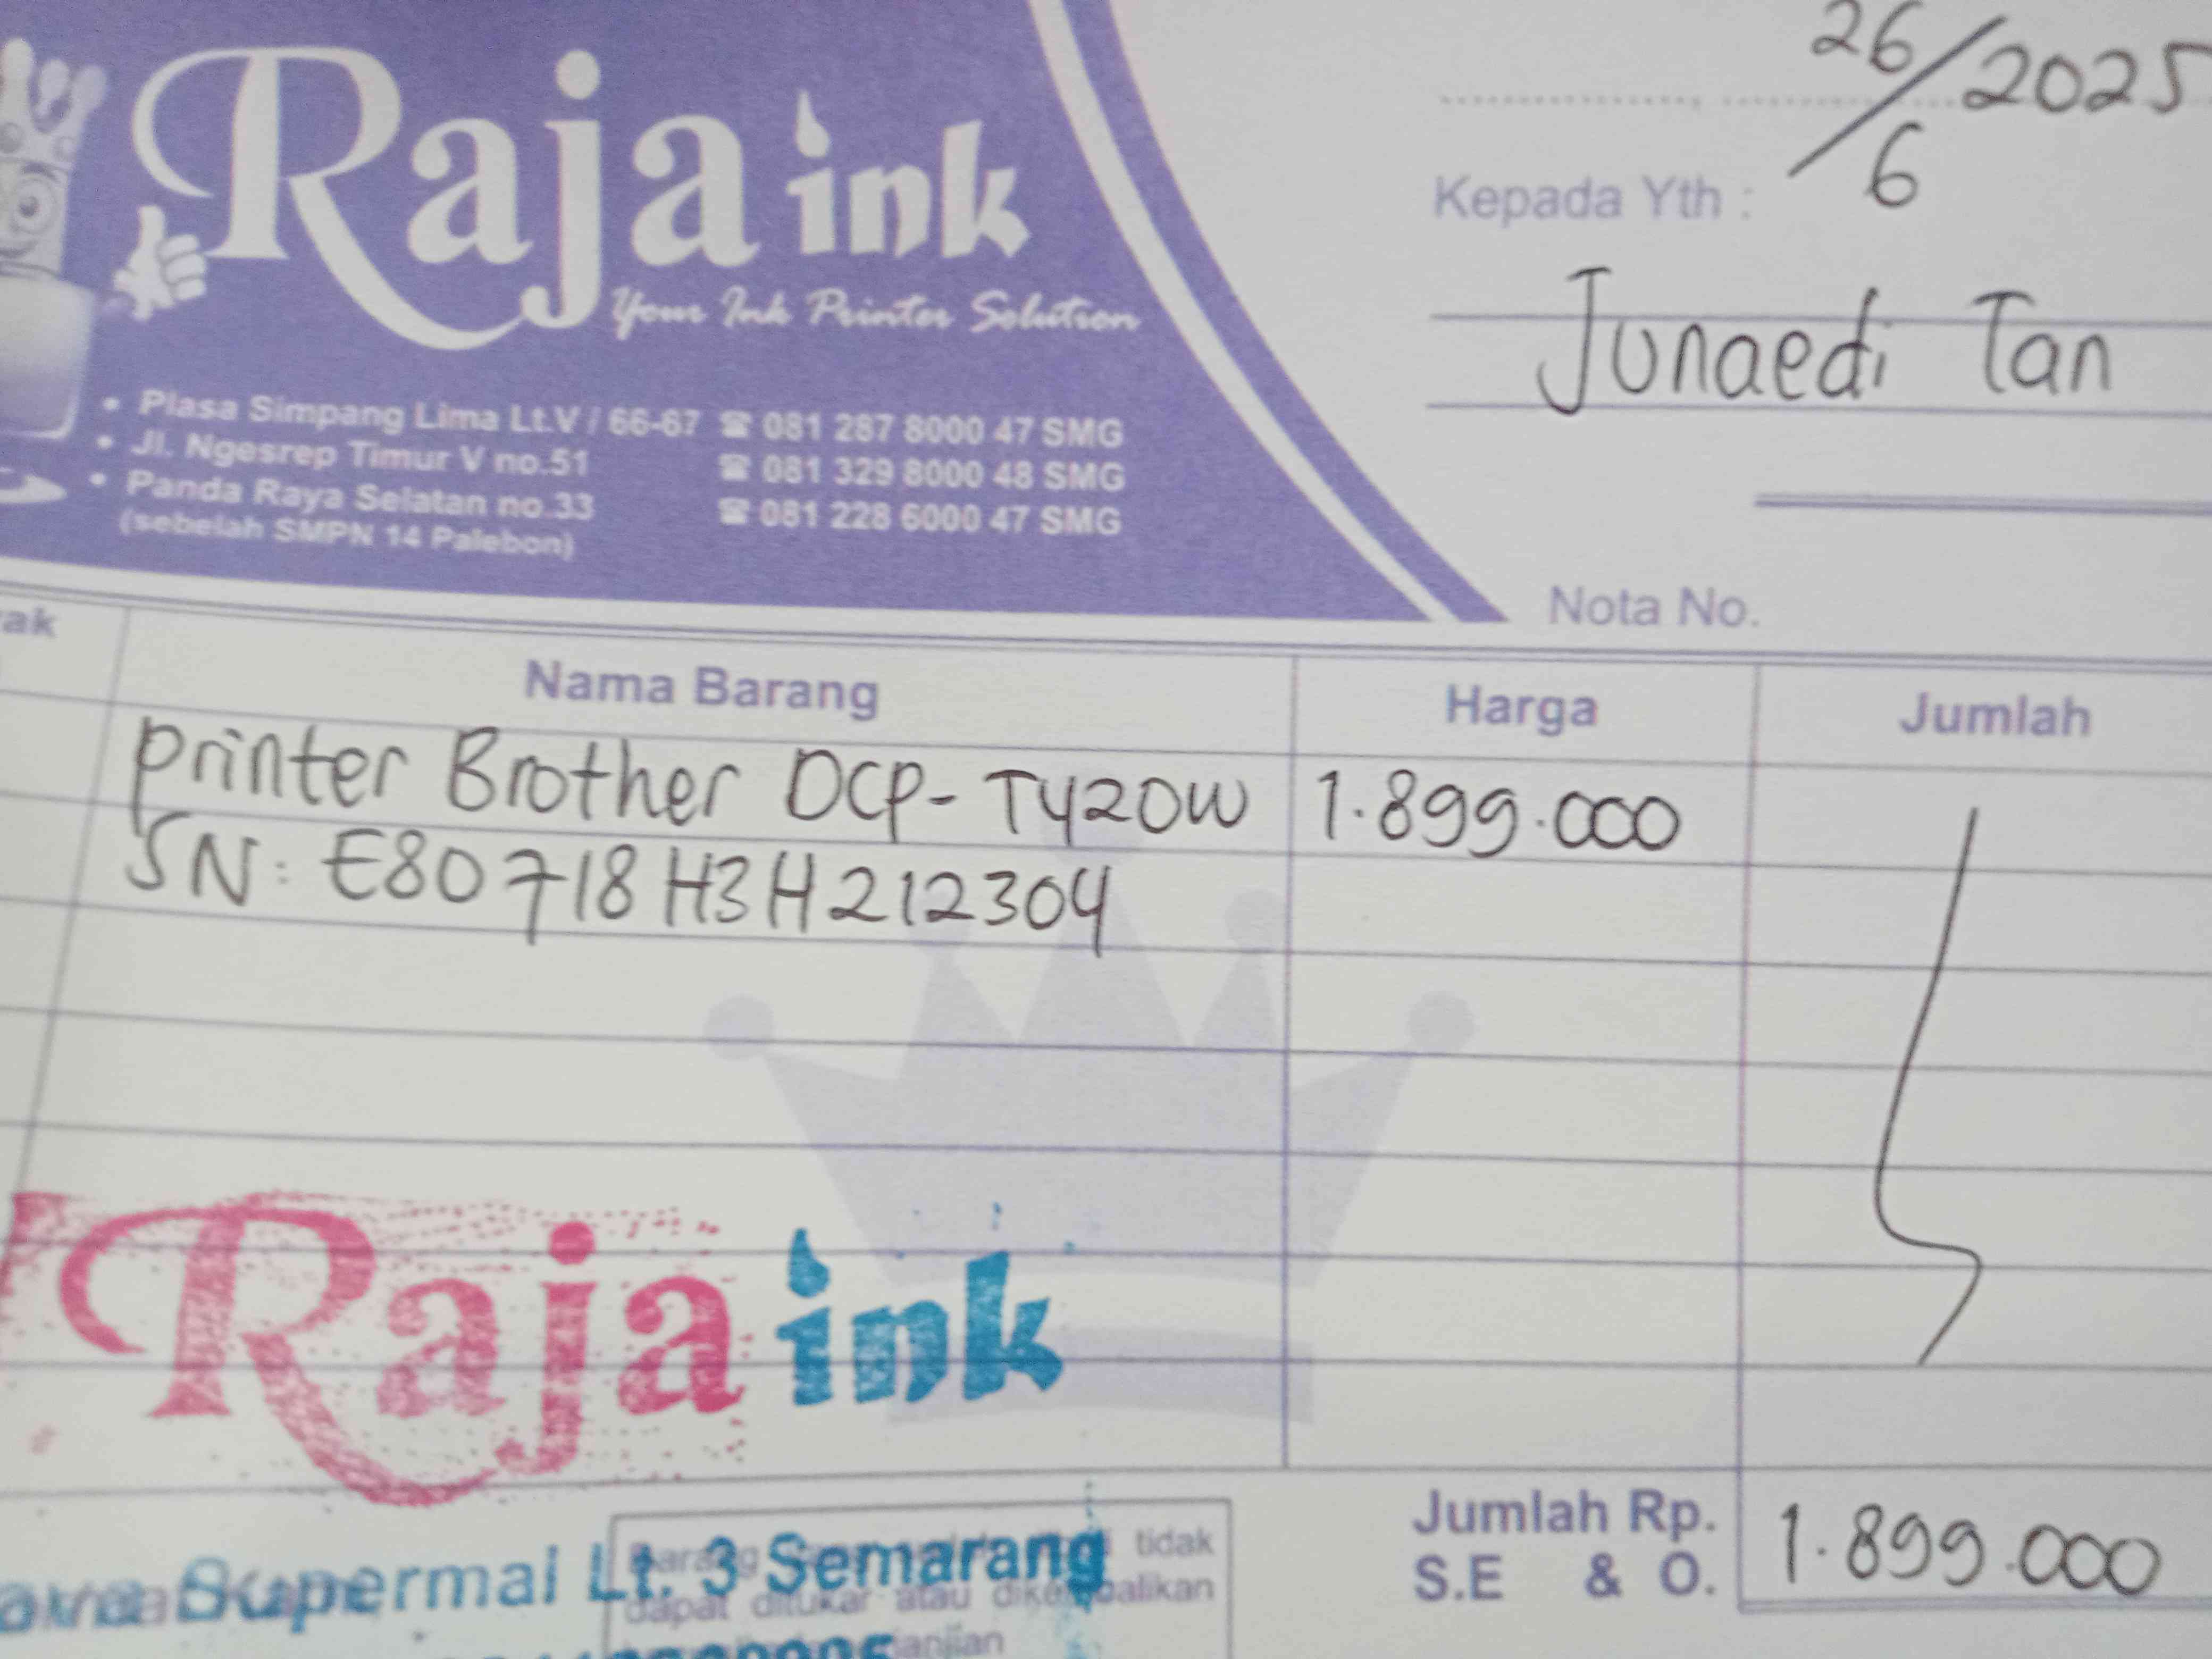 26/6/2025
Raja ink
Your Ink Printer Solution
Kepada Yth :
Junaedi Tan
• Plasa Simpang Lima Lt.V / 66-67 ☎ 081 287 8000 47 SMG
• Jl. Ngesrep Timur V no.51 ☎ 081 329 8000 48 SMG
• Panda Raya Selatan no.33 ☎ 081 228 6000 47 SMG
(sebelah SMPN 14 Palebon)
Nota No.
Nama Barang Harga Jumlah
Printer Brother DCP-T420W 1.899.000
SN: E80718H3H212304
Raja ink
Jumlah Rp. 1.899.000
S.E & O.
Supermal Lt. 3 Semarang
tidak
dapat ditukar atau